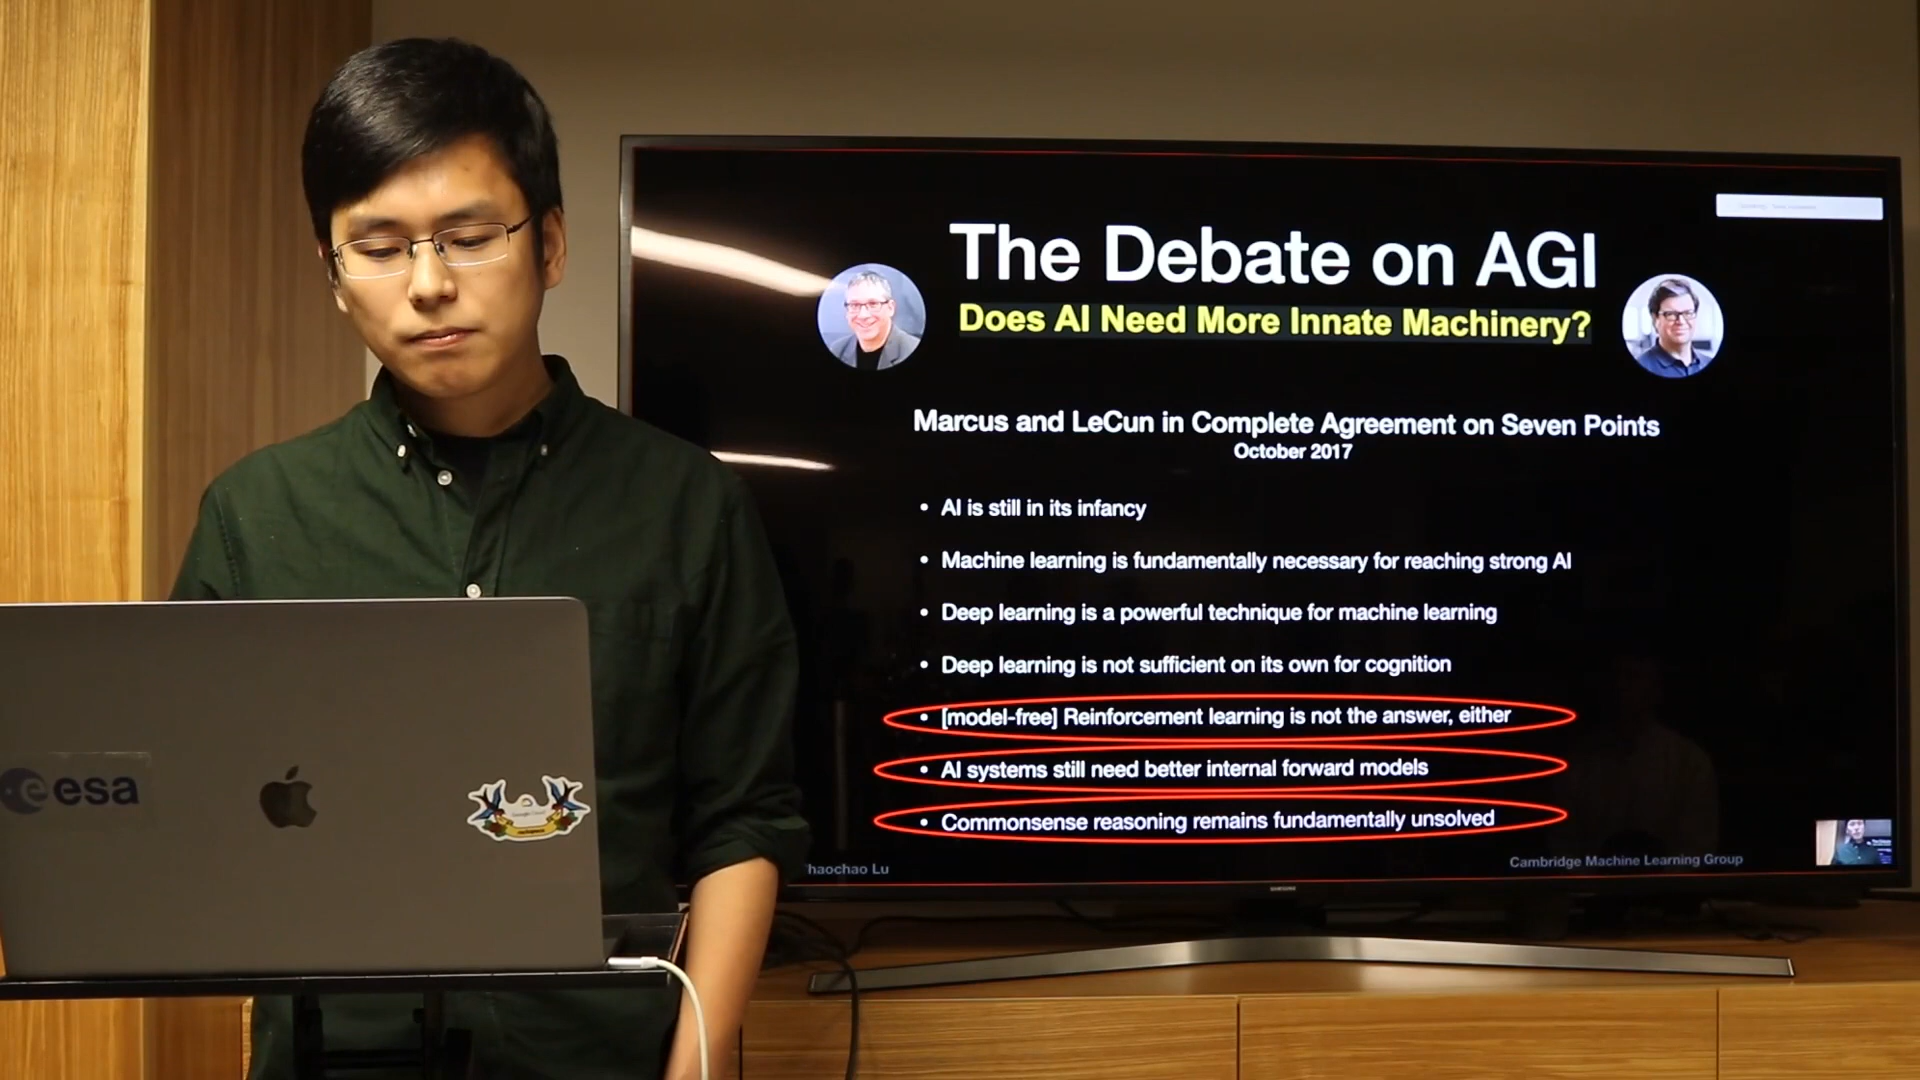 The Debate on AGI
Does AI Need More Innate Machinery?
Marcus and LeCun in Complete Agreement on Seven Points
October 2017
• AI is still in its infancy
• Machine learning is fundamentally necessary for reaching strong AI
• Deep learning is a powerful technique for machine learning
• Deep learning is not sufficient on its own for cognition
• [model-free] Reinforcement learning is not the answer, either
• AI systems still need better internal forward models
• Commonsense reasoning remains fundamentally unsolved
haochao Lu
Cambridge Machine Learning Group
SAMSUNG
esa